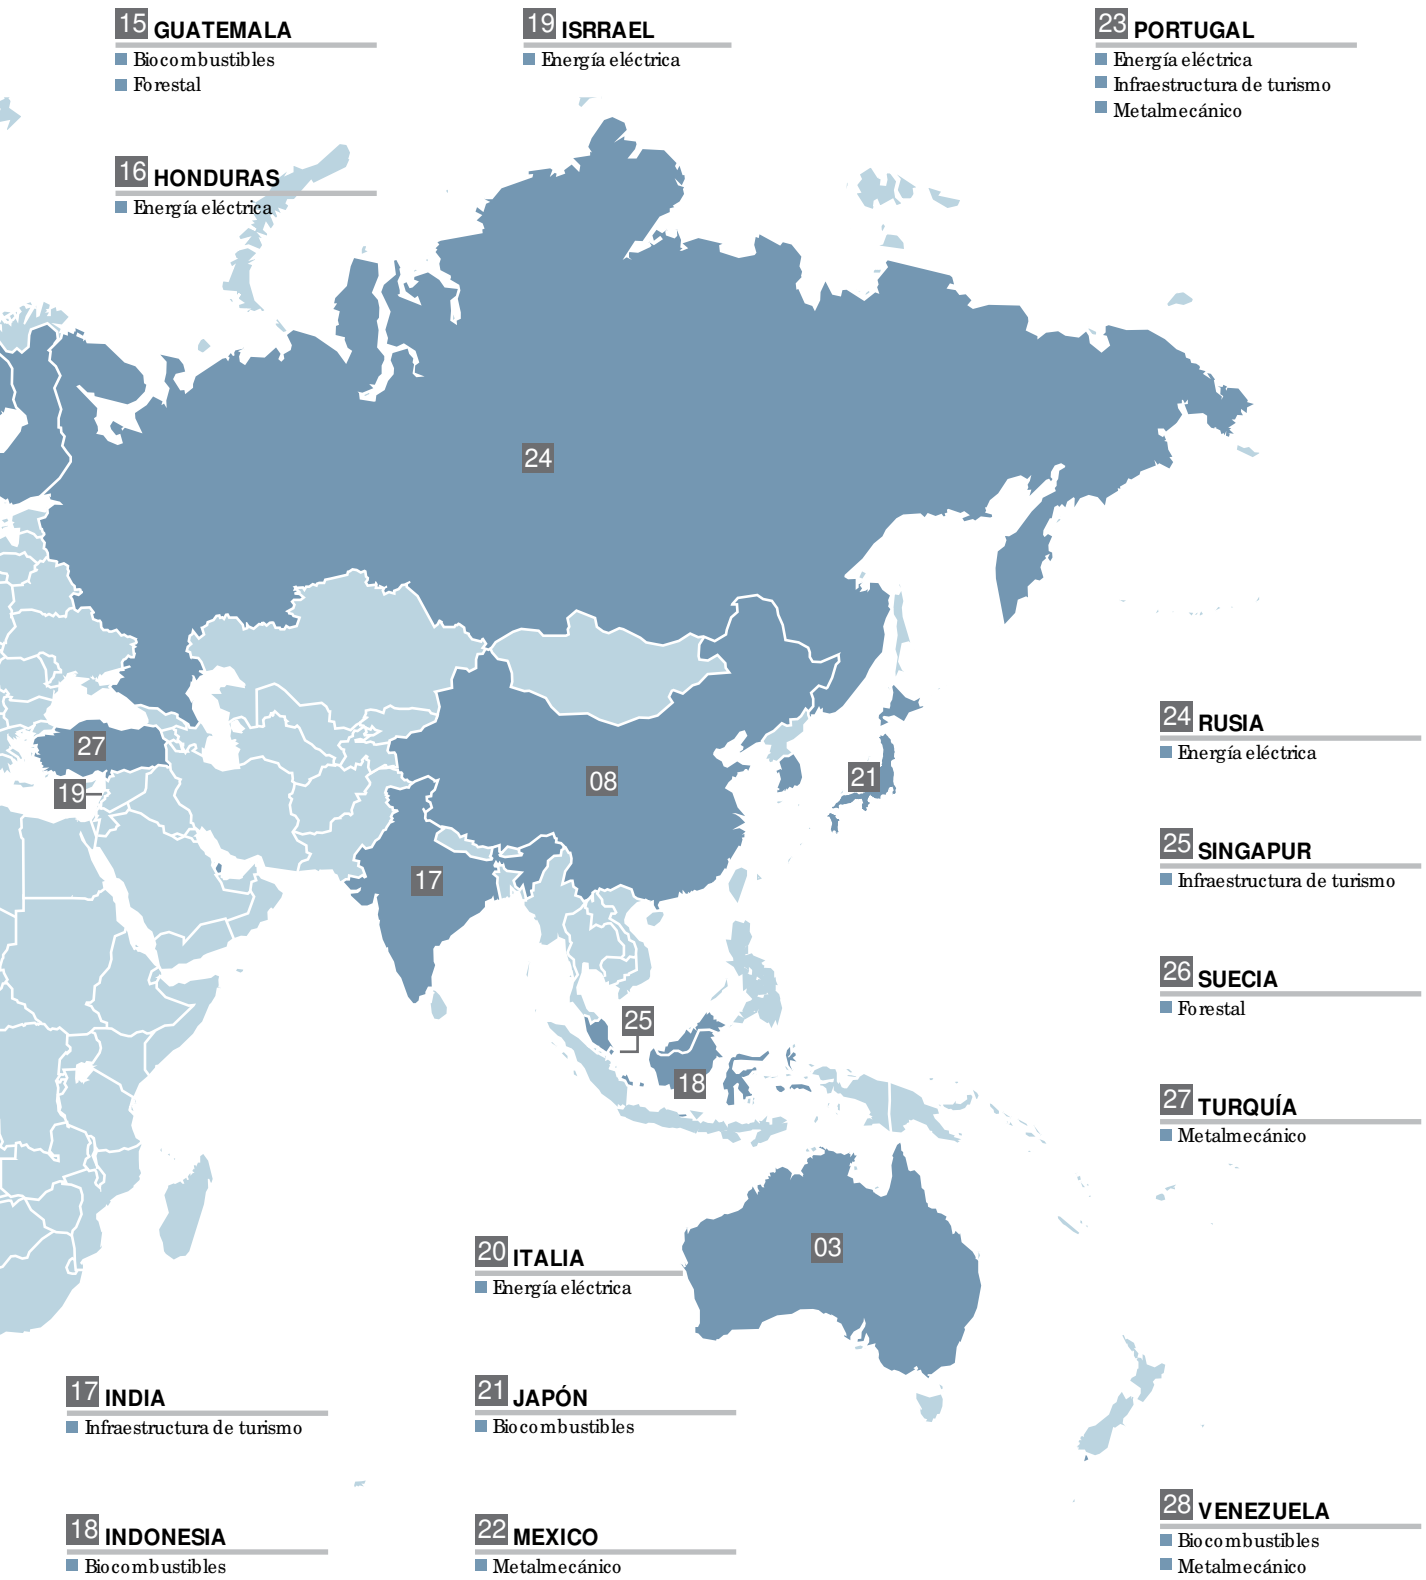 15 GUATEMALA
Biocombustibles
Forestal
19 ISRRAEL
Energía eléctrica
23 PORTUGAL
Energía eléctrica
Infraestructura de turismo
Metalmecánico
16 HONDURAS
Energía eléctrica
24
27
19
08
21
17
25
18
03
24 RUSIA
Energía eléctrica
25 SINGAPUR
Infraestructura de turismo
26 SUECIA
Forestal
27 TURQUÍA
Metalmecánico
20 ITALIA
Energía eléctrica
17 INDIA
Infraestructura de turismo
21 JAPÓN
Biocombustibles
18 INDONESIA
Biocombustibles
22 MEXICO
Metalmecánico
28 VENEZUELA
Biocombustibles
Metalmecánico